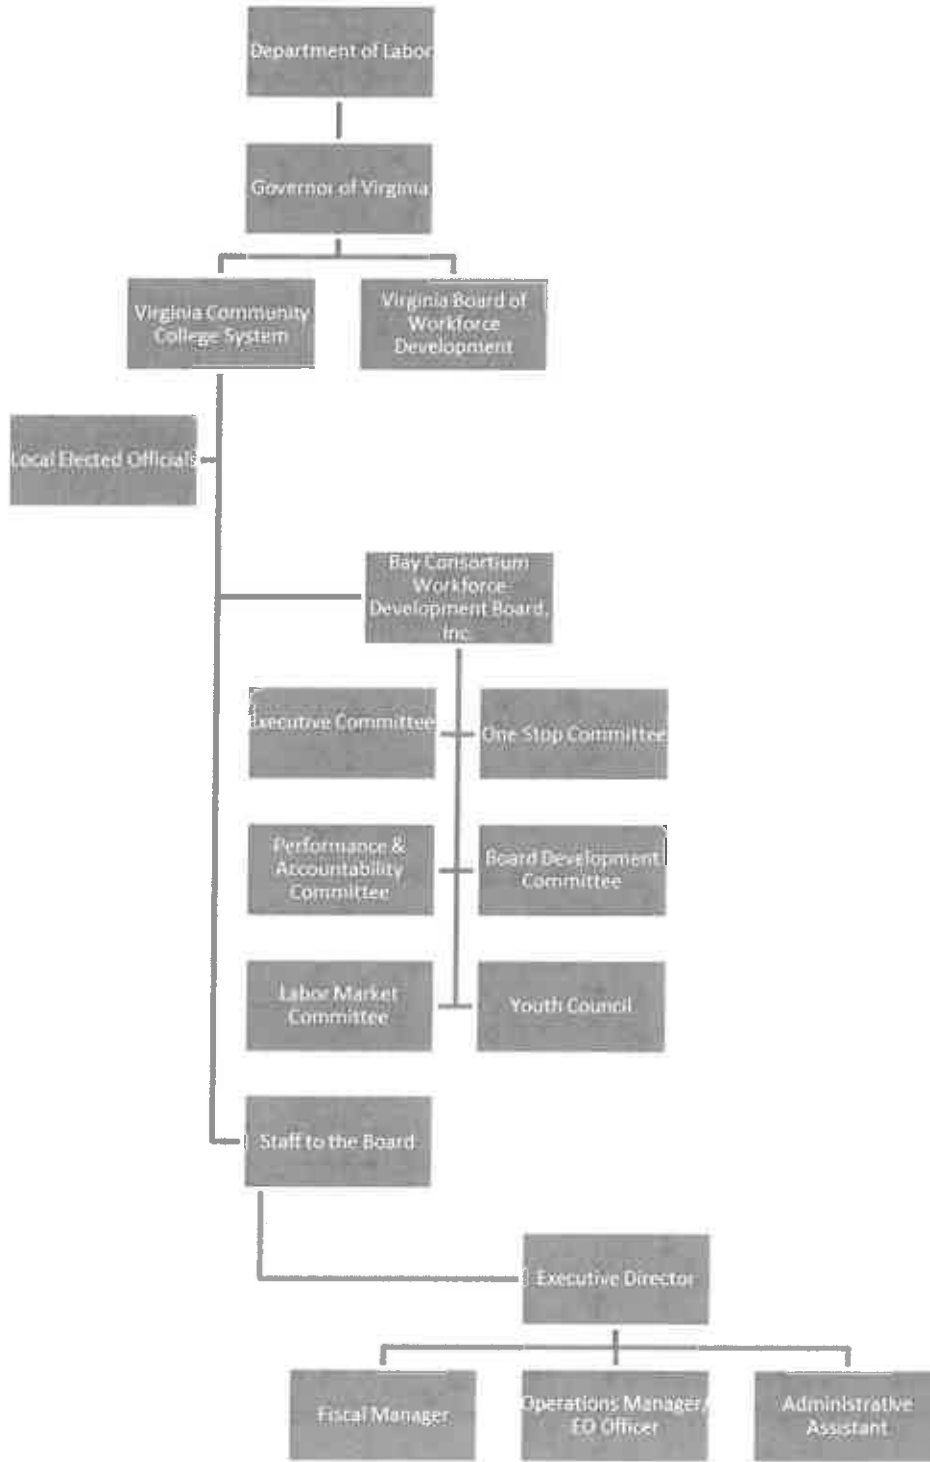 Department of Labor
Governor of Virginia
Virginia Community
College System
Virginia Board of
Workforce
Development
Local Elected Officials
Bay Consortium
Workforce
Development Board,
Inc.
Executive Committee
One Stop Committee
Performance &
Accountability
Committee
Board Development
Committee
Labor Market
Committee
Youth Council
Staff to the Board
Executive Director
Fiscal Manager
Operations Manager/
EO Officer
Administrative
Assistant